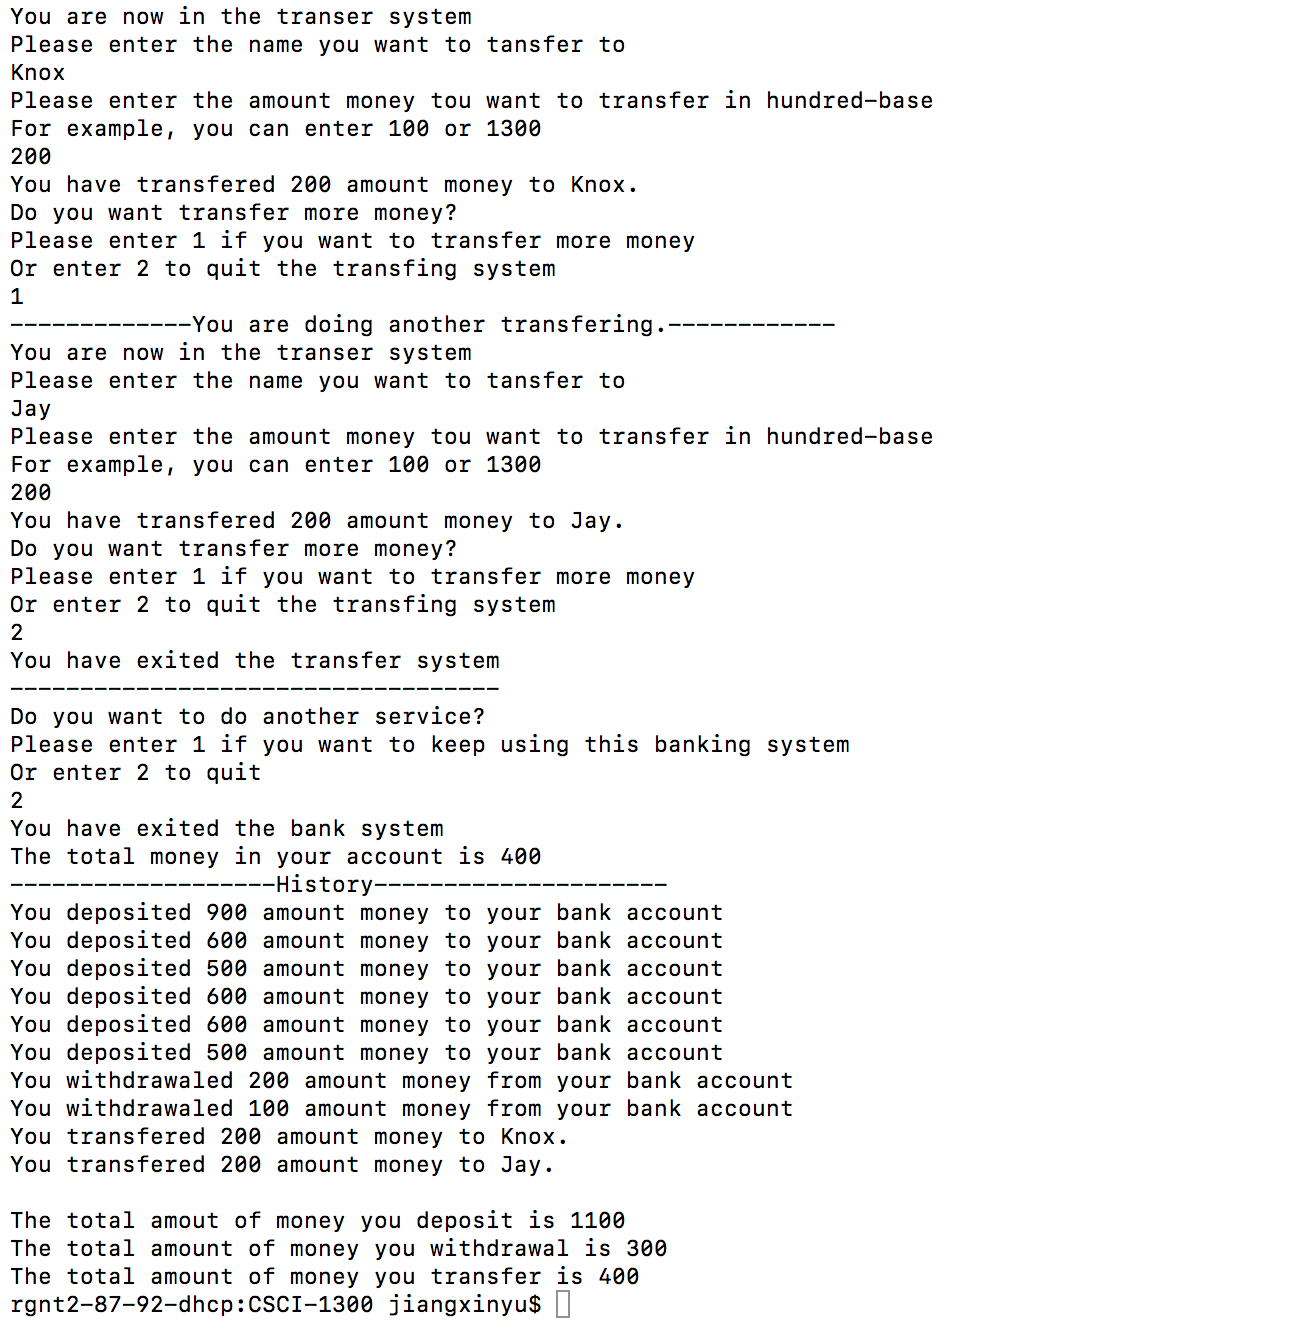 You are now in the transer system
Please enter the name you want to tansfer to
Knox
Please enter the amount money tou want to transfer in hundred-base
For example, you can enter 100 or 1300
200
You have transfered 200 amount money to Knox.
Do you want transfer more money?
Please enter 1 if you want to transfer more money
Or enter 2 to quit the transfing system
1
-------------You are doing another transfering.------------
You are now in the transer system
Please enter the name you want to tansfer to
Jay
Please enter the amount money tou want to transfer in hundred-base
For example, you can enter 100 or 1300
200
You have transfered 200 amount money to Jay.
Do you want transfer more money?
Please enter 1 if you want to transfer more money
Or enter 2 to quit the transfing system
2
You have exited the transfer system
-----------------------------------
Do you want to do another service?
Please enter 1 if you want to keep using this banking system
Or enter 2 to quit
2
You have exited the bank system
The total money in your account is 400
-------------------History---------------------
You deposited 900 amount money to your bank account
You deposited 600 amount money to your bank account
You deposited 500 amount money to your bank account
You deposited 600 amount money to your bank account
You deposited 600 amount money to your bank account
You deposited 500 amount money to your bank account
You withdrawaled 200 amount money from your bank account
You withdrawaled 100 amount money from your bank account
You transfered 200 amount money to Knox.
You transfered 200 amount money to Jay.

The total amout of money you deposit is 1100
The total amount of money you withdrawal is 300
The total amount of money you transfer is 400
rgnt2-87-92-dhcp:CSCI-1300 jiangxinyu$